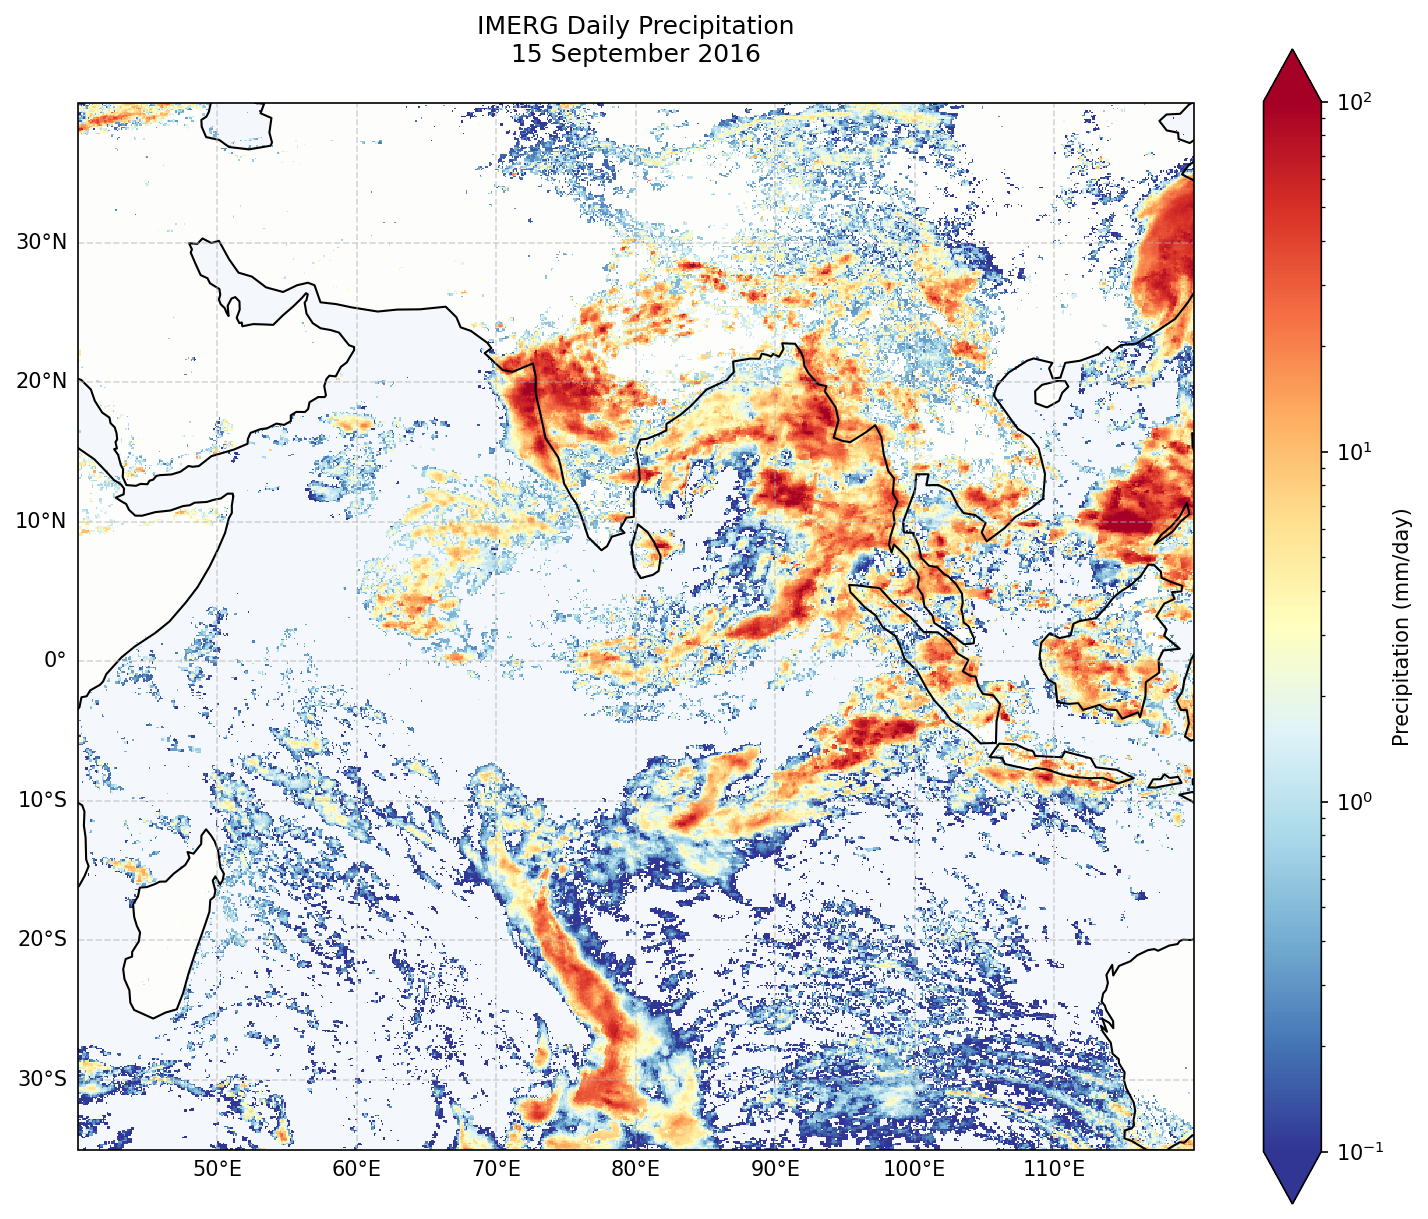 IMERG Daily Precipitation
15 September 2016
30°N
20°N
10°N
0°
10°S
20°S
30°S
50°E
60°E
70°E
80°E
90°E
100°E
110°E
10²
10¹
10⁰
10⁻¹
Precipitation (mm/day)